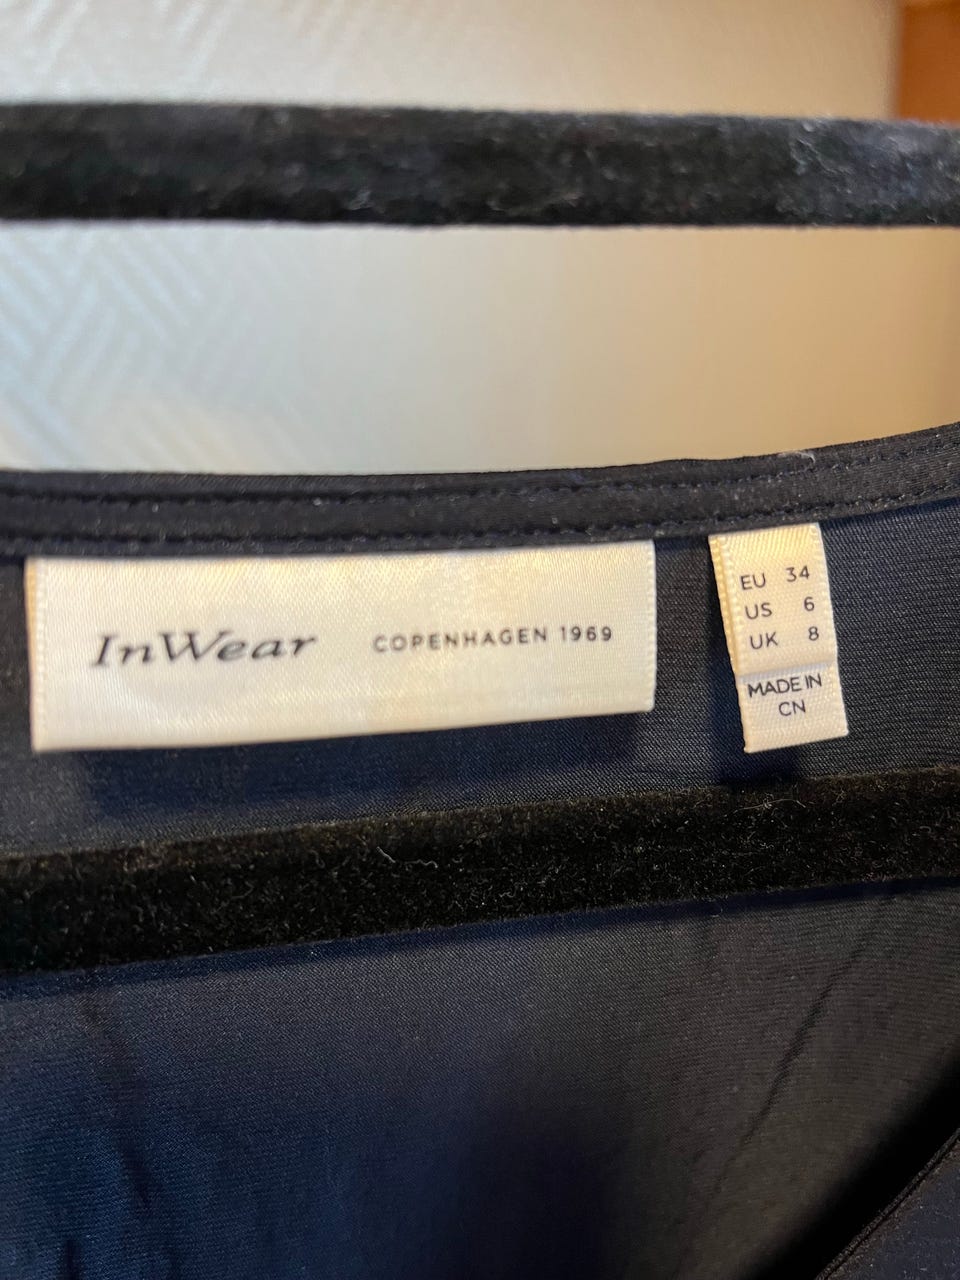 InWear COPENHAGEN 1969
EU 34
US 6
UK 8
MADE IN
CN